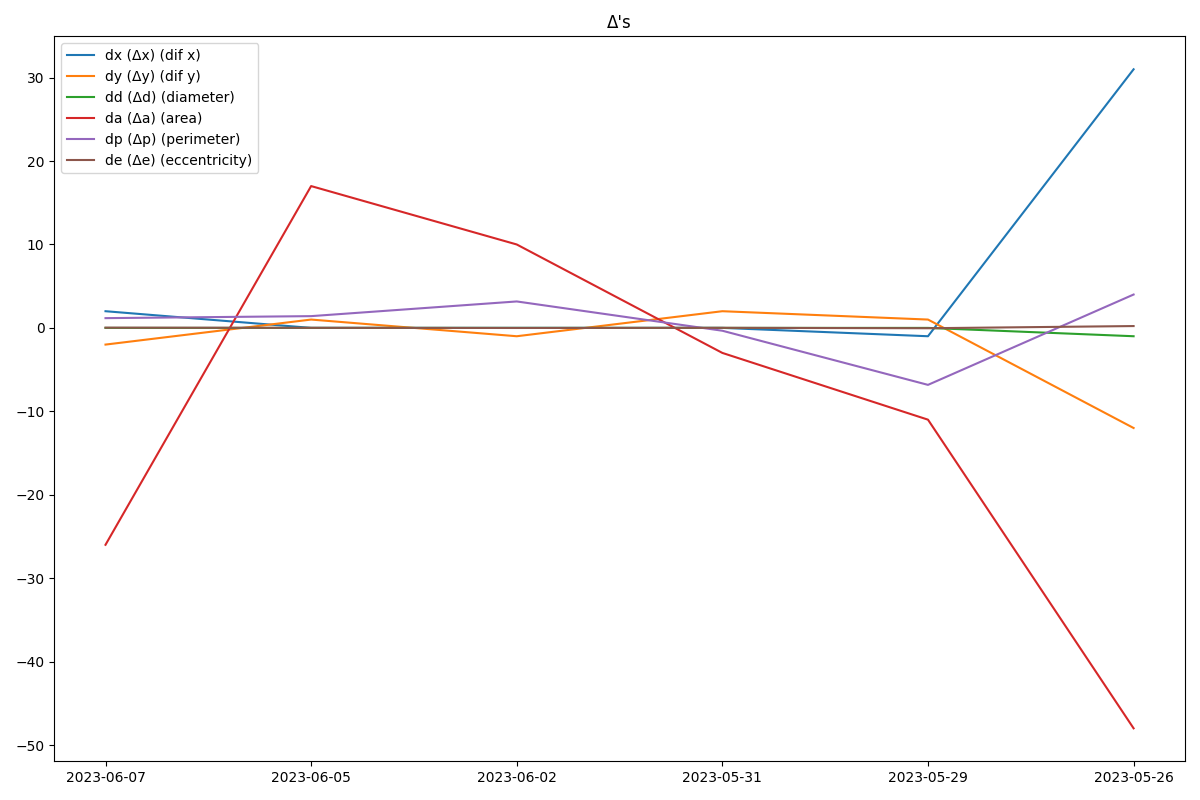 Δ's
dx (Δx) (dif x)
dy (Δy) (dif y)
dd (Δd) (diameter)
da (Δa) (area)
dp (Δp) (perimeter)
de (Δe) (eccentricity)
30
20
10
0
−10
−20
−30
−40
−50
2023-06-07 2023-06-05 2023-06-02 2023-05-31 2023-05-29 2023-05-26